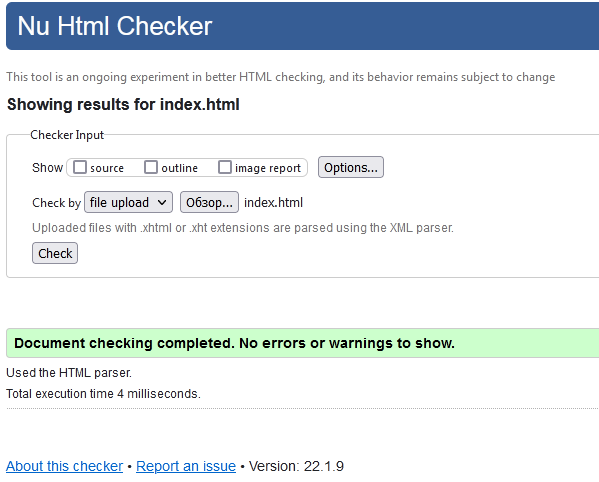 Nu Html Checker
This tool is an ongoing experiment in better HTML checking, and its behavior remains subject to change
Showing results for index.html
Checker Input
Show source outline image report Options...
Check by file upload Обзор... index.html
Uploaded files with .xhtml or .xht extensions are parsed using the XML parser.
Check
Document checking completed. No errors or warnings to show.
Used the HTML parser.
Total execution time 4 milliseconds.
About this checker • Report an issue • Version: 22.1.9